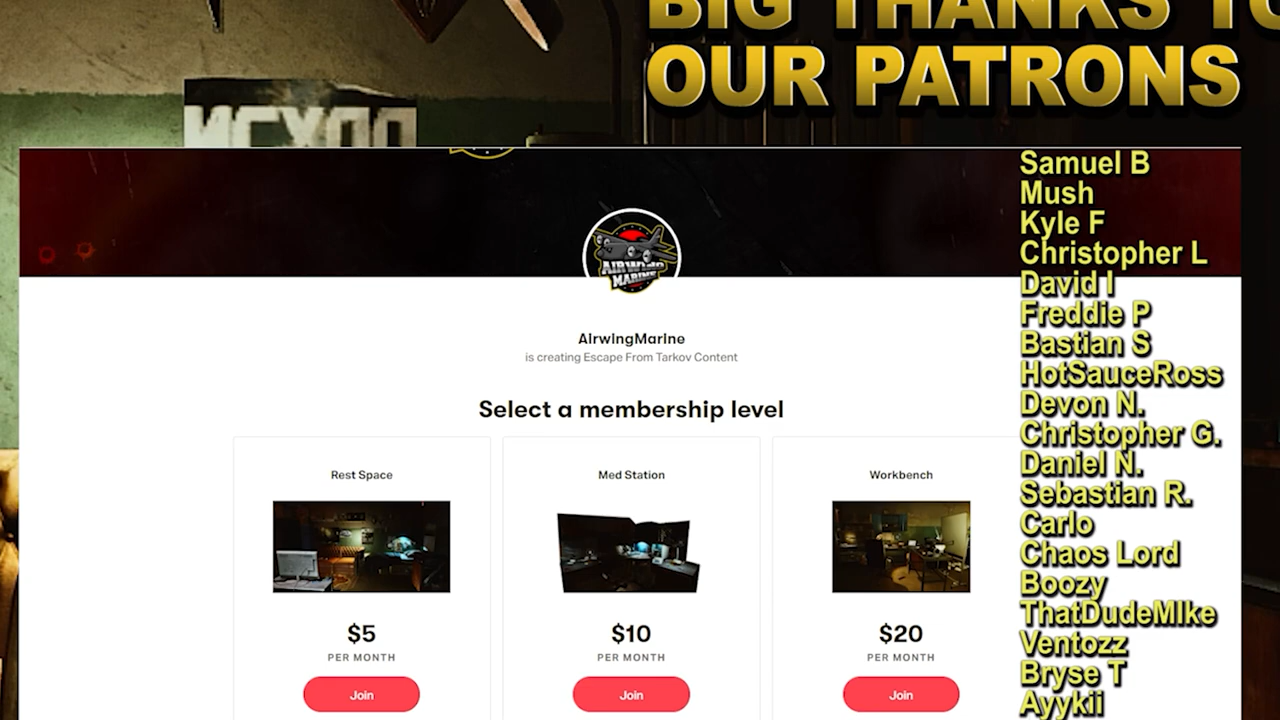 BIG THANKS TO
OUR PATRONS
AIRWING
MARINE
AirwingMarine
is creating Escape From Tarkov Content
Select a membership level
Rest Space
Med Station
Workbench
$5
PER MONTH
Join
$10
PER MONTH
Join
$20
PER MONTH
Join
Samuel B
Mush
Kyle F
Christopher L
David I
Freddie P
Bastian S
HotSauceRoss
Devon N.
Christopher G.
Daniel N.
Sebastian R.
Carlo
Chaos Lord
Boozy
ThatDudeMIke
Ventozz
Bryse T
Ayykii